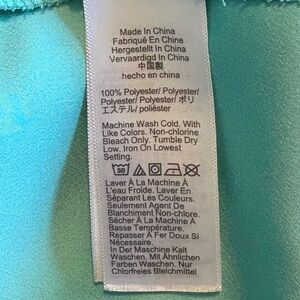 Made In China
Fabriqué En China
Hergestellt In China
Vervaardigd In China
中国製
hecho en china
100% Polyester/ Polyester/
Polyester/ Polyester/ ポリ
エステル/ poliéster
Machine Wash Cold. With
Like Colors. Non-chlorine
Bleach Only. Tumble Dry
Low. Iron On Lowest
Setting.
30
Laver À La Machine À
L'eau Froide. Laver En
Séparant Les Couleurs.
Seulement Agent De
Blanchiment Non-chlore.
Sécher À La Machine À
Basse Température.
Repasser À Fer Doux Si
Nécessaire.
In Der Maschine Kalt
Waschen. Mit Ähnlichen
Farben Waschen. Nur
Chlorfreies Bleichmittel